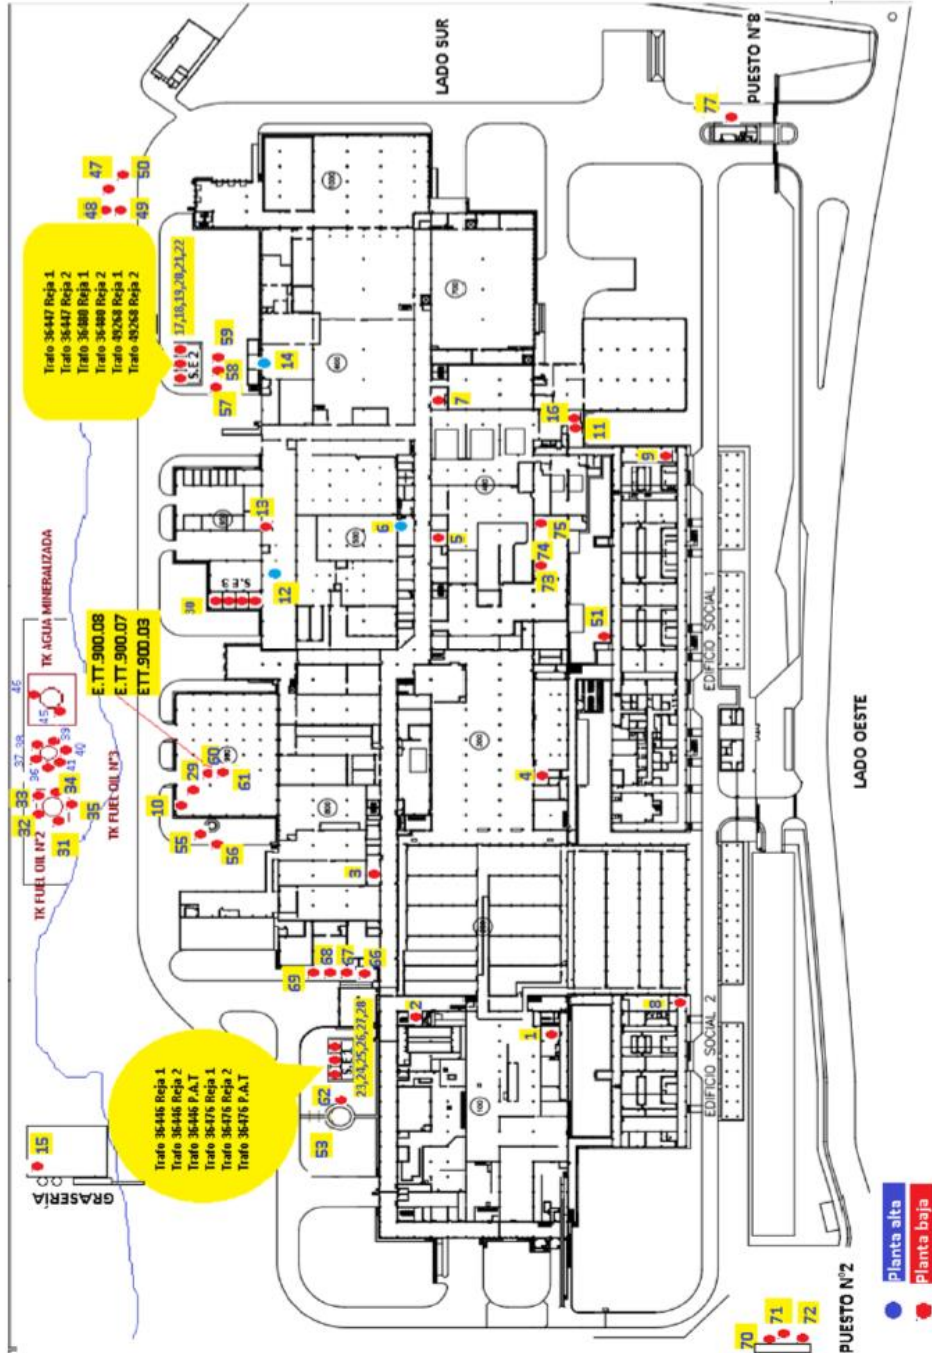 LADO SUR
PUESTO N°8
77
47
48
50
49
Trafo 36447 Reja 1
Trafo 36447 Reja 2
Trafo 36480 Reja 1
Trafo 36480 Reja 2
Trafo 49268 Reja 1
Trafo 49268 Reja 2
17,18,19,20,21,22
S.E 2
59
58
57
14
7
16
11
9
13
6
5
12
S.E 3
30
75
74
73
51
EDIFICIO SOCIAL 1
LADO OESTE
TK AGUA MINERALIZADA
46
45
E.TT.900.08
E.TT.900.07
ETT.900.03
37
38
39
36
40
41
33
34
32
35
31
TK FUEL OIL N°2
TK FUEL OIL N°3
60
29
61
10
55
56
4
3
69
68
67
66
Trafo 36446 Reja 1
Trafo 36446 Reja 2
Trafo 36446 P.A.T
Trafo 36476 Reja 1
Trafo 36476 Reja 2
Trafo 36476 P.A.T
S.E 1
23,24,25,26,27,28
62
53
2
1
8
100
EDIFICIO SOCIAL 2
15
GRASERÍA
70
71
72
PUESTO N°2
Planta alta
Planta baja